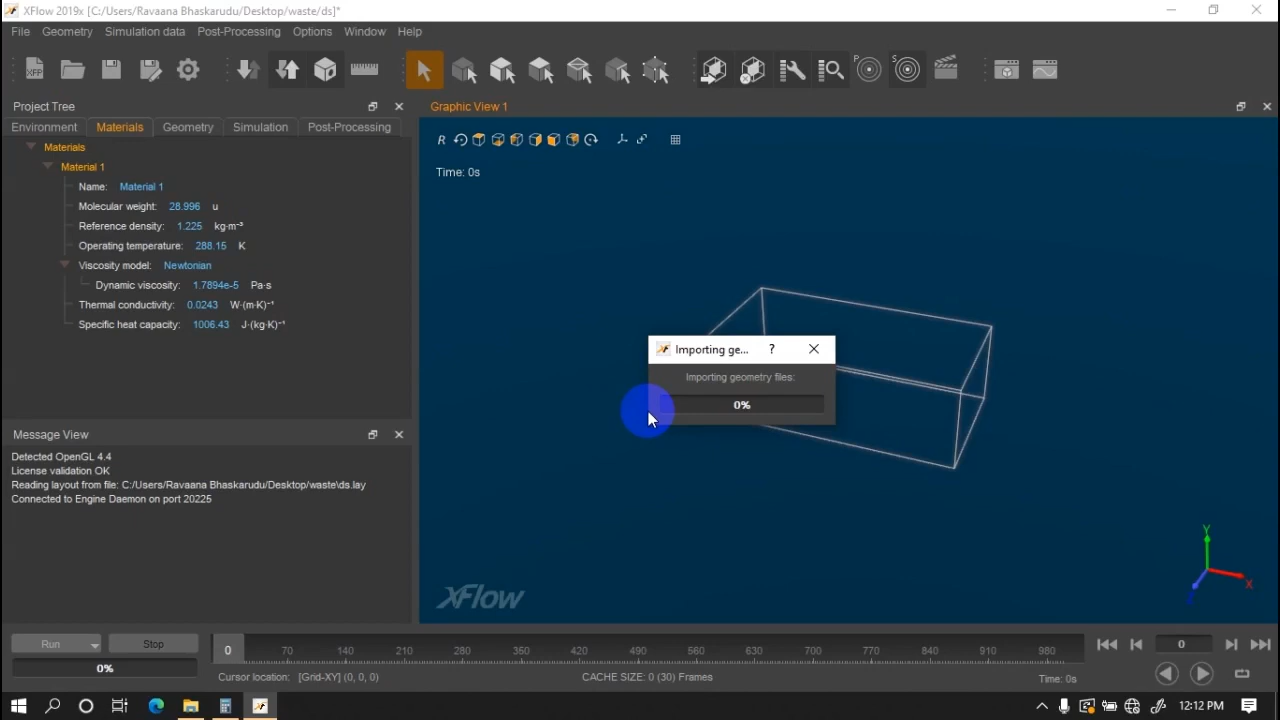 XFlow 2019x [C:/Users/Ravaana Bhaskarudu/Desktop/waste/ds]*
File Geometry Simulation data Post-Processing Options Window Help
XFP P S
Project Tree
Graphic View 1
Environment Materials Geometry Simulation Post-Processing
R
Materials
Material 1
Time: 0s
Name: Material 1
Molecular weight: 28.996 u
Reference density: 1.225 kg·m⁻³
Operating temperature: 288.15 K
Viscosity model: Newtonian
Dynamic viscosity: 1.7894e-5 Pa·s
Thermal conductivity: 0.0243 W·(m·K)⁻¹
Specific heat capacity: 1006.43 J·(kg·K)⁻¹
Importing ge... ?
Importing geometry files:
0%
Message View
Detected OpenGL 4.4
License validation OK
Reading layout from file: C:/Users/Ravaana Bhaskarudu/Desktop/waste\ds.lay
Connected to Engine Daemon on port 20225
Y
X
Z
XFlow
Run Stop
0 70 140 210 280 350 420 490 560 630 700 770 840 910 980
0
0%
Cursor location: [Grid-XY] (0, 0, 0)
CACHE SIZE: 0 (30) Frames
Time: 0s
12:12 PM